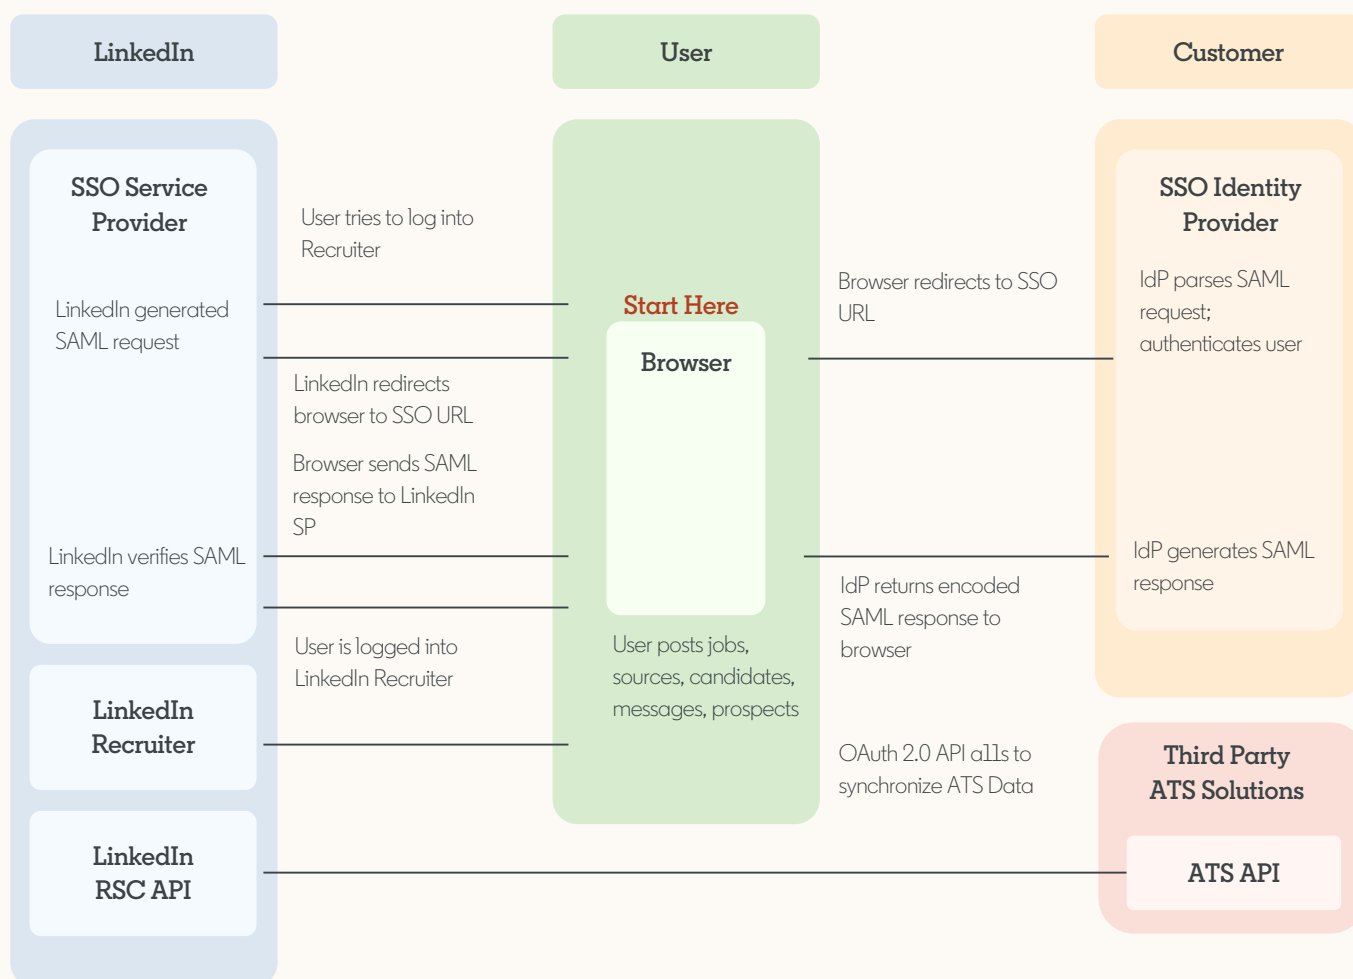 LinkedIn
User
Customer
SSO Service
Provider
LinkedIn generated
SAML request
LinkedIn verifies SAML
response
LinkedIn
Recruiter
LinkedIn
RSC API
User tries to log into
Recruiter
LinkedIn redirects
browser to SSO URL
Browser sends SAML
response to LinkedIn
SP
User is logged into
LinkedIn Recruiter
Start Here
Browser
User posts jobs,
sources, candidates,
messages, prospects
Browser redirects to SSO
URL
IdP returns encoded
SAML response to
browser
OAuth 2.0 API a1ls to
synchronize ATS Data
SSO Identity
Provider
IdP parses SAML
request;
authenticates user
IdP generates SAML
response
Third Party
ATS Solutions
ATS API